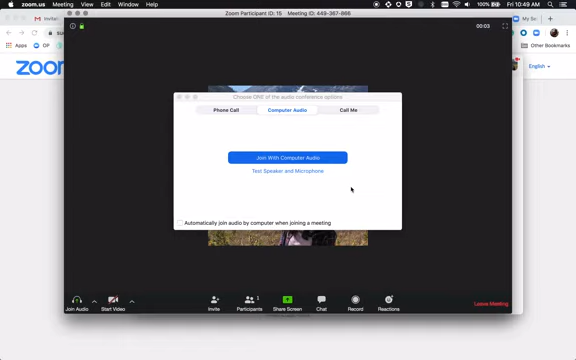 zoom.us Meeting View Edit Window Help
100% Fri 10:49 AM
Zoom Participant ID: 15 Meeting ID: 449-367-866
Apps
OP
Other Bookmarks
00:03
zoom
English
Choose ONE of the audio conference options
Phone Call Computer Audio Call Me
Join With Computer Audio
Test Speaker and Microphone
Automatically join audio by computer when joining a meeting
1
Join Audio Start Video Invite Participants Share Screen Chat Record Reactions Leave Meeting